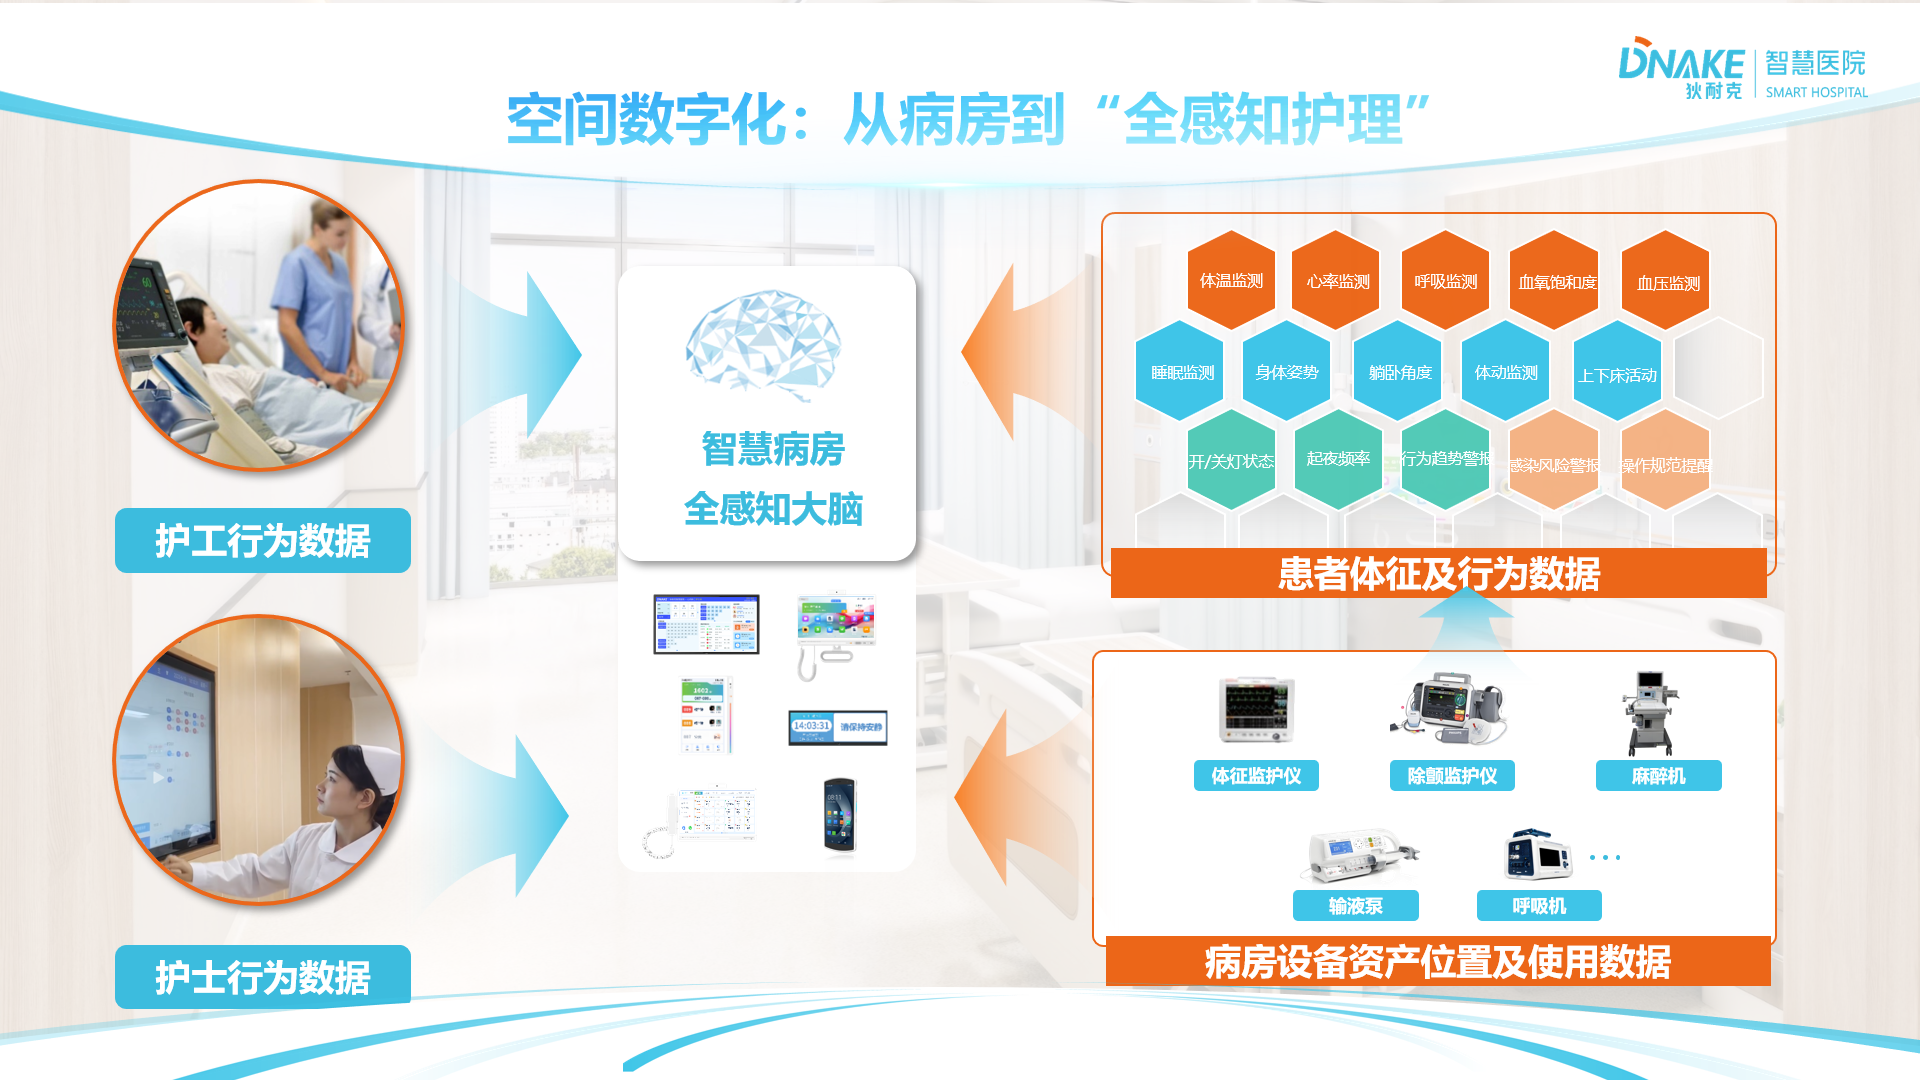 DNAKE
狄耐克
智慧医院
SMART HOSPITAL
空间数字化：从病房到“全感知护理”
护工行为数据
护士行为数据
智慧病房
全感知大脑
14:03:31
请保持安静
体温监测
心率监测
呼吸监测
血氧饱和度
血压监测
睡眠监测
身体姿势
躺卧角度
体动监测
上下床活动
开/关灯状态
起夜频率
行为趋势警报
感染风险警报
操作规范提醒
患者体征及行为数据
体征监护仪
除颤监护仪
麻醉机
输液泵
呼吸机
···
病房设备资产位置及使用数据